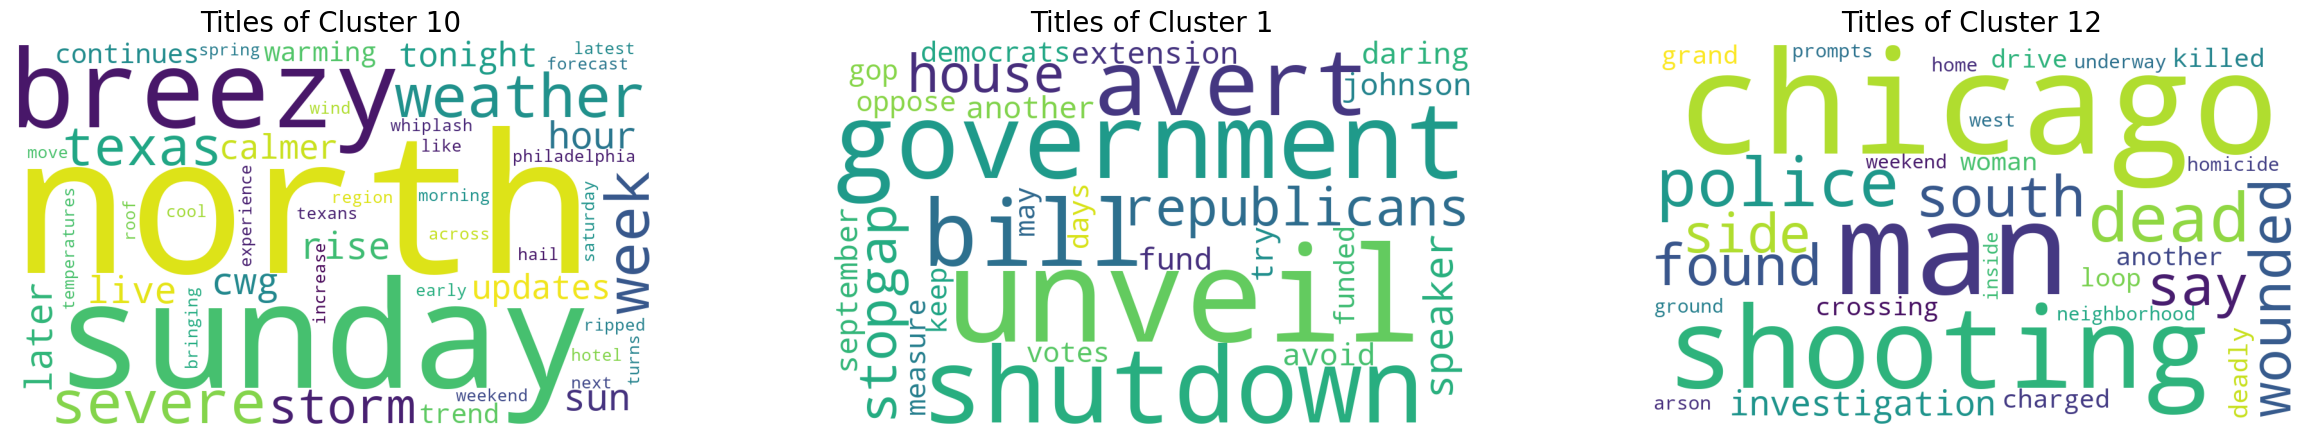 Titles of Cluster 10
continues spring warming tonight latest
forecast
breezy wind weather
whiplash hour
move texas calmer like philadelphia
north
experience region morning
temperatures roof cool texans saturday week
across
rise hail
increase
live cwg early updates
later bringing sunday ripped
hotel turns
next
severe storm trend weekend sun
Titles of Cluster 1
democrats extension daring
gop house avert johnson
oppose another
government
may days republicans
bill
september stopgap fund try funded speaker
keep unveil
measure votes avoid
shutdown
Titles of Cluster 12
grand prompts home drive underway killed
chicago
west
weekend woman homicide
police south dead
side man
found inside another wounded
loop say
ground crossing neighborhood
shooting deadly
arson investigation charged